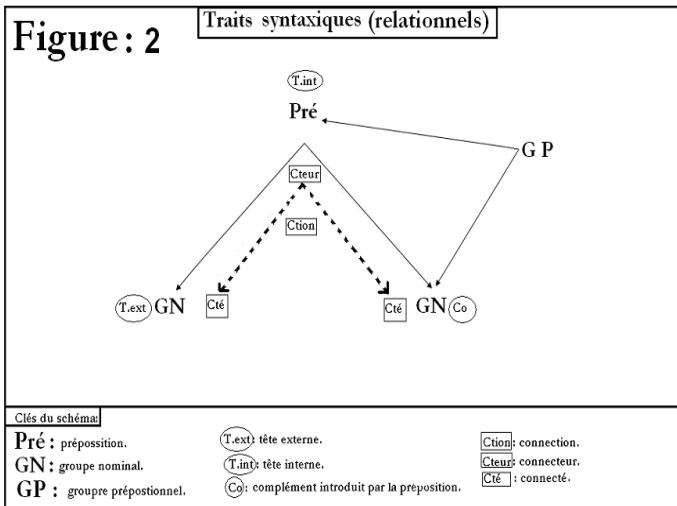 Figure : 2
Traits syntaxiques (relationnels)
T.int
Pré
G P
Cteur
Ction
T.ext GN Cté Cté GN Co
Clés du schéma:
Pré : prépossition. T.ext : tête externe. Ction : connection.
GN : groupe nominal. T.int : tête interne. Cteur : connecteur.
GP : groupre prépostionnel. Co : complément introduit par la préposition. Cté : connecté.